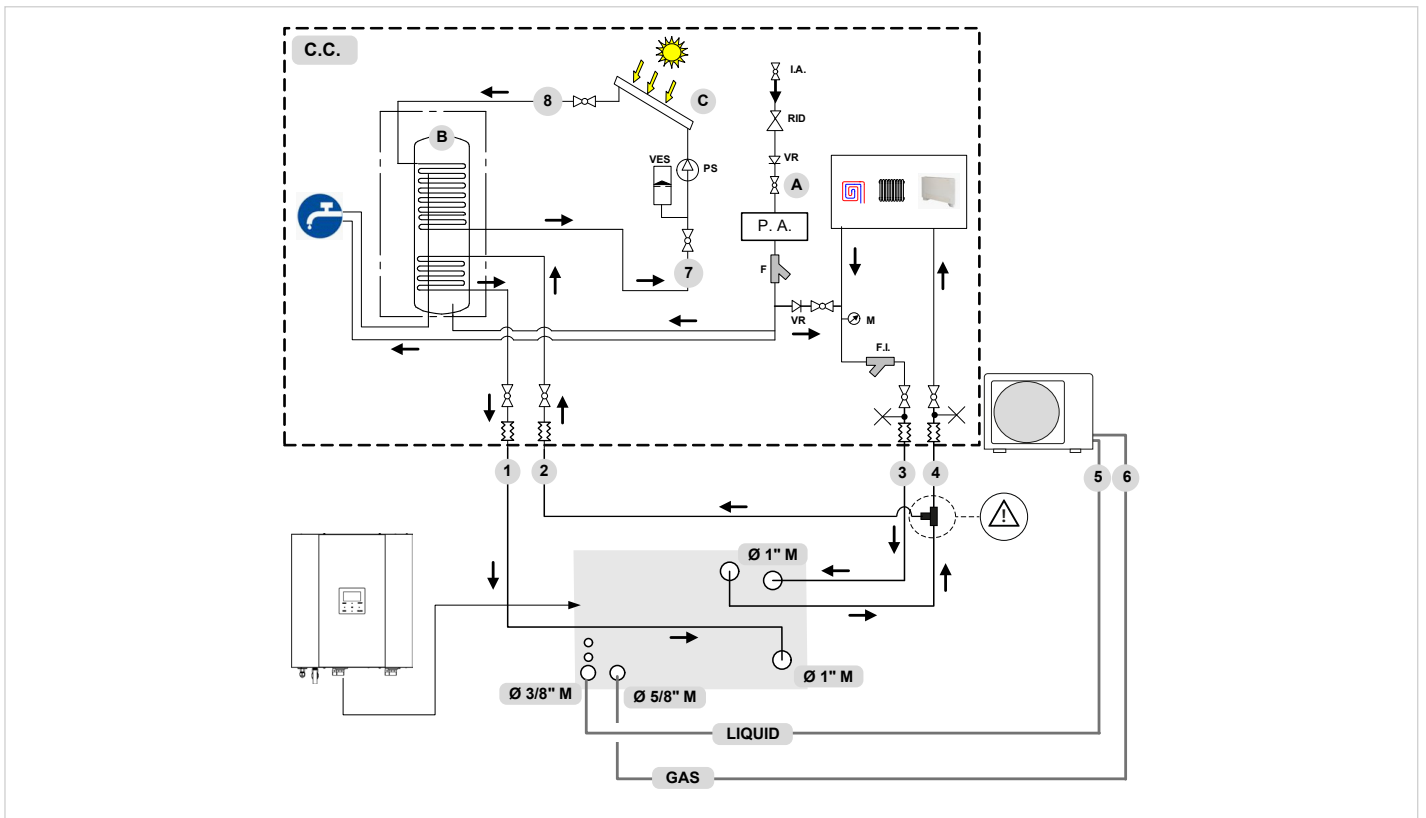 C.C.
I.A.
8
C
RID
B
VES
PS
VR
A
P. A.
7
F
VR
M
F.I.
1
2
3
4
5
6
Ø 1" M
Ø 1" M
Ø 3/8" M
Ø 5/8" M
LIQUID
GAS